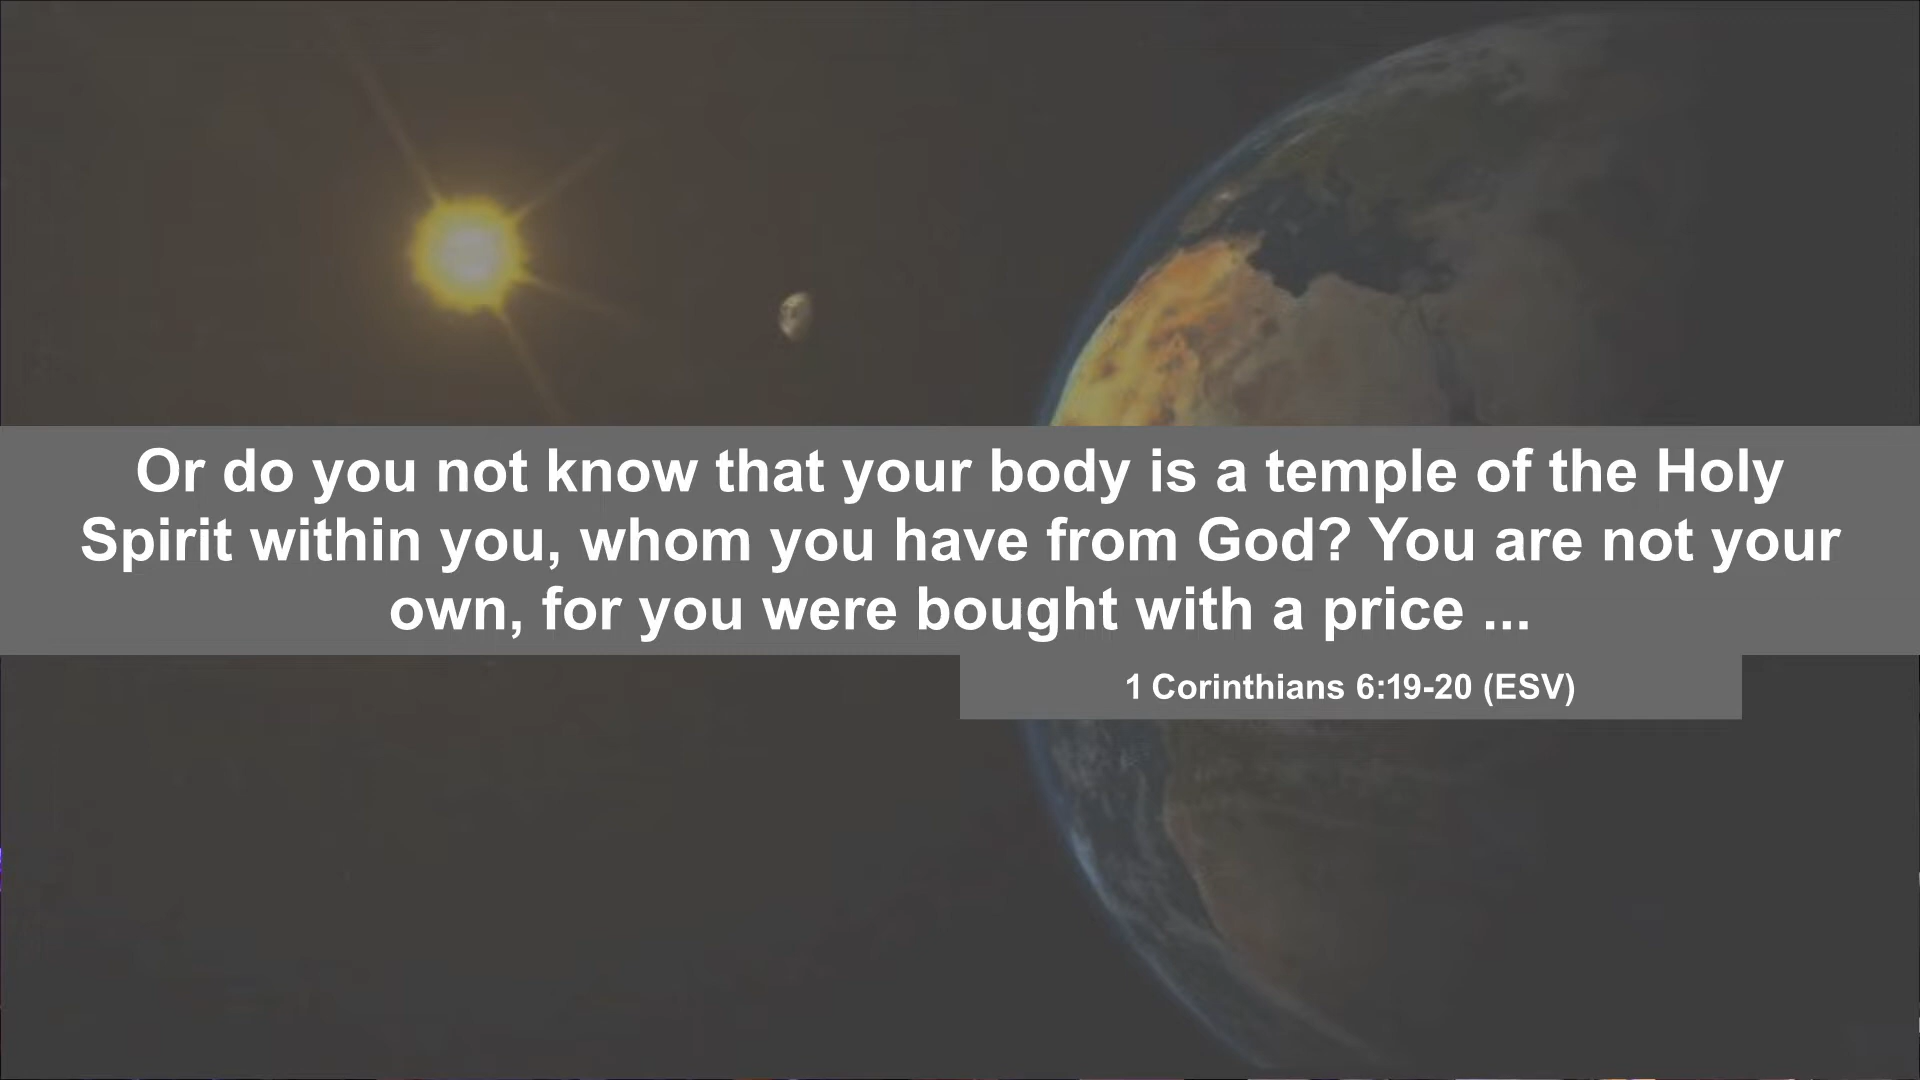 Or do you not know that your body is a temple of the Holy
Spirit within you, whom you have from God? You are not your
own, for you were bought with a price ...
1 Corinthians 6:19-20 (ESV)